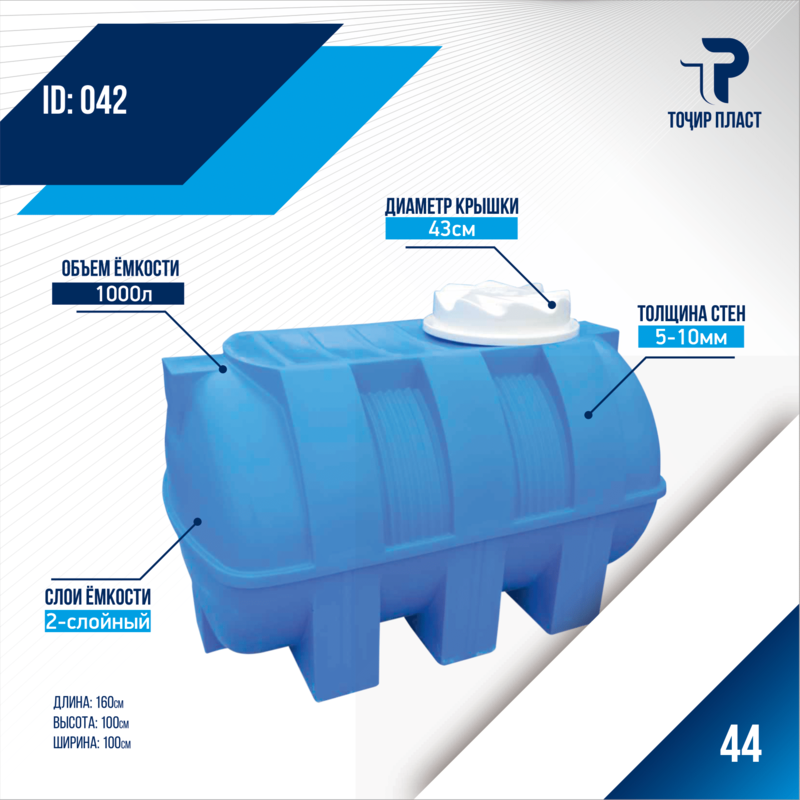 ID: 042
ТОҶИР ПЛАСТ
ДИАМЕТР КРЫШКИ
43см
ОБЪЕМ ЁМКОСТИ
1000л
ТОЛЩИНА СТЕН
5-10мм
СЛОИ ЁМКОСТИ
2-слойный
ДЛИНА: 160см
ВЫСОТА: 100см
ШИРИНА: 100см
44